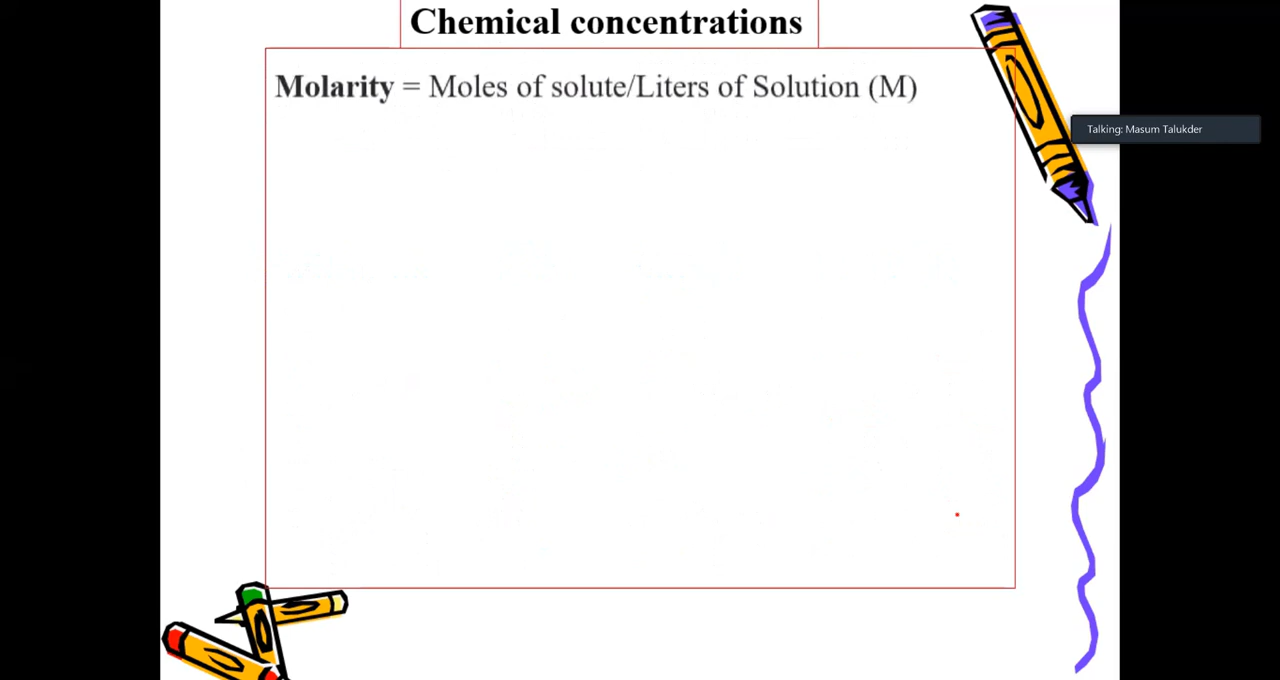 Chemical concentrations
Molarity = Moles of solute/Liters of Solution (M)
Talking: Masum Talukder